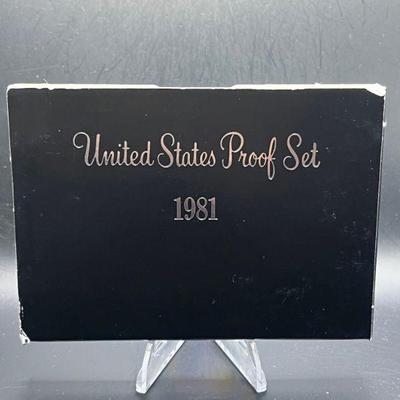 United States Proof Set
1981